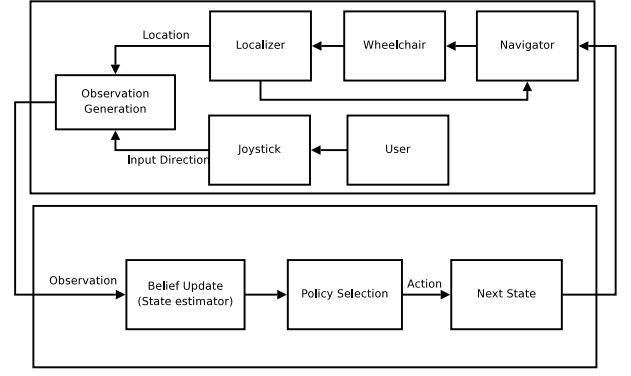 Location
Localizer
Wheelchair
Navigator
Observation
Generation
Input Direction
Joystick
User
Observation
Belief Update
(State estimator)
Policy Selection
Action
Next State